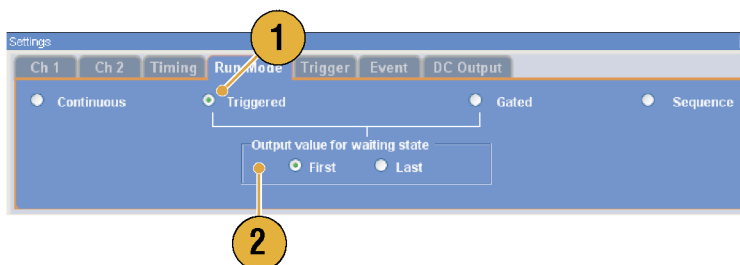 1
Settings
Ch 1 Ch 2 Timing Run Mode Trigger Event DC Output
Continuous Triggered Gated Sequence
Output value for waiting state
First Last
2